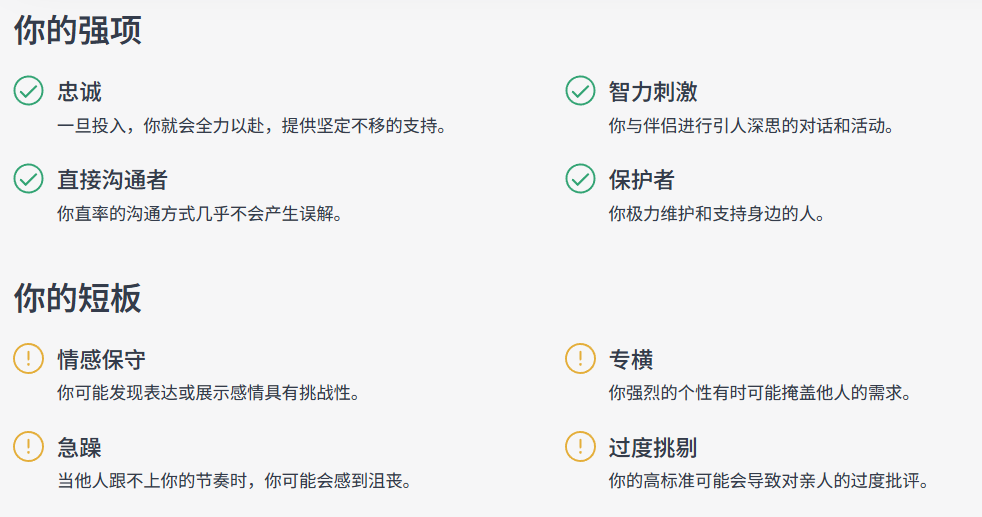 你的强项
忠诚
一旦投入，你就会全力以赴，提供坚定不移的支持。
智力刺激
你与伴侣进行引人深思的对话和活动。
直接沟通者
你直率的沟通方式几乎不会产生误解。
保护者
你极力维护和支持身边的人。
你的短板
情感保守
你可能发现表达或展示感情具有挑战性。
专横
你强烈的个性有时可能掩盖他人的需求。
急躁
当他人跟不上你的节奏时，你可能会感到沮丧。
过度挑剔
你的高标准可能会导致对亲人的过度批评。